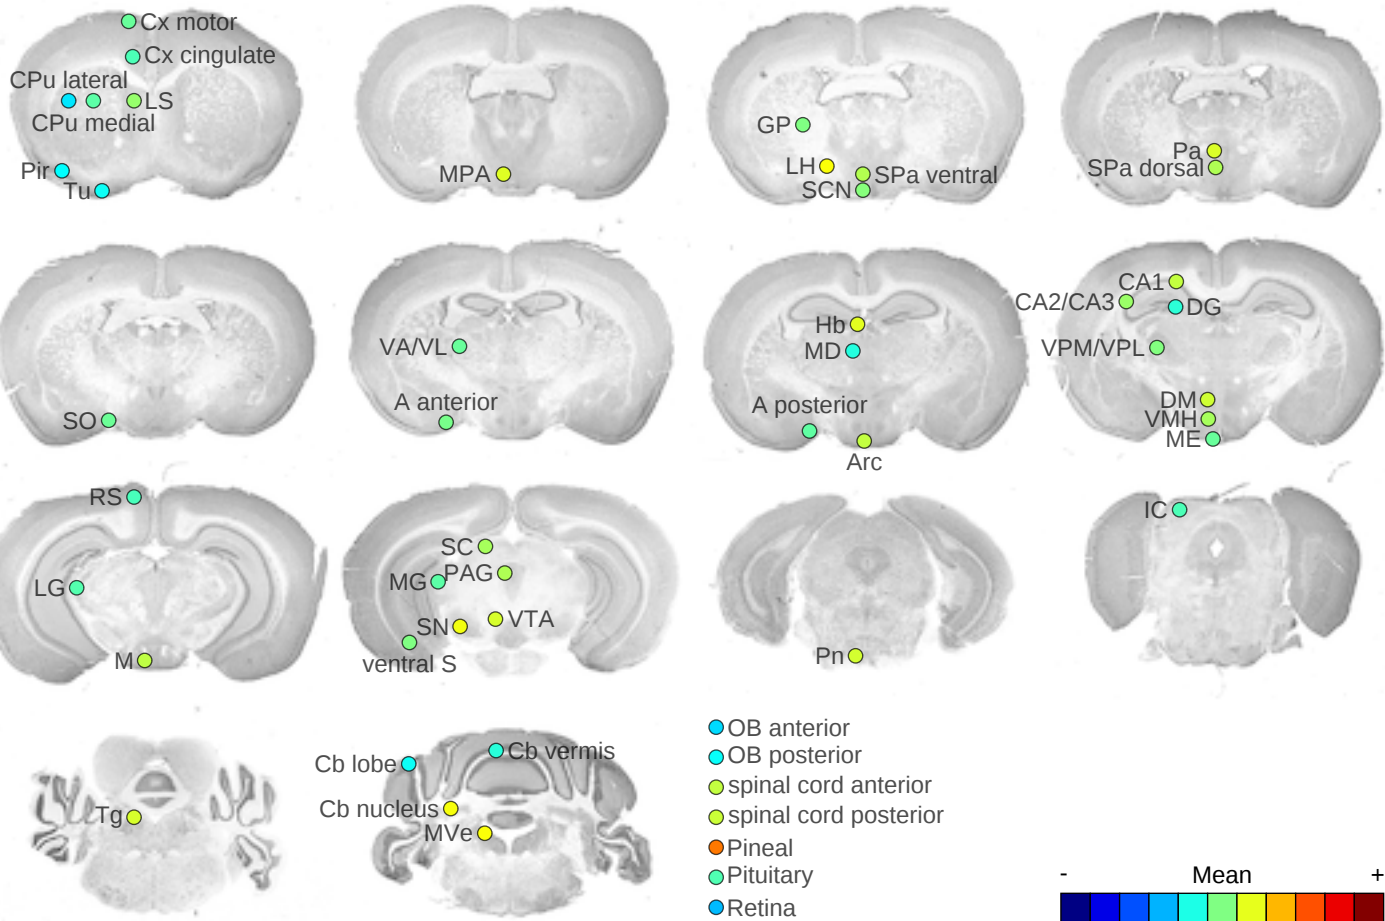 Cx motor
Cx cingulate
CPu lateral
LS
CPu medial
Pir
Tu
MPA
GP
LH
SPa ventral
SCN
Pa
SPa dorsal
SO
VA/VL
A anterior
Hb
MD
A posterior
Arc
CA1
CA2/CA3
DG
VPM/VPL
DM
VMH
ME
RS
LG
M
SC
MG
PAG
SN
VTA
ventral S
Pn
IC
Tg
Cb lobe
Cb vermis
Cb nucleus
MVe
OB anterior
OB posterior
spinal cord anterior
spinal cord posterior
Pineal
Pituitary
Retina
- Mean +